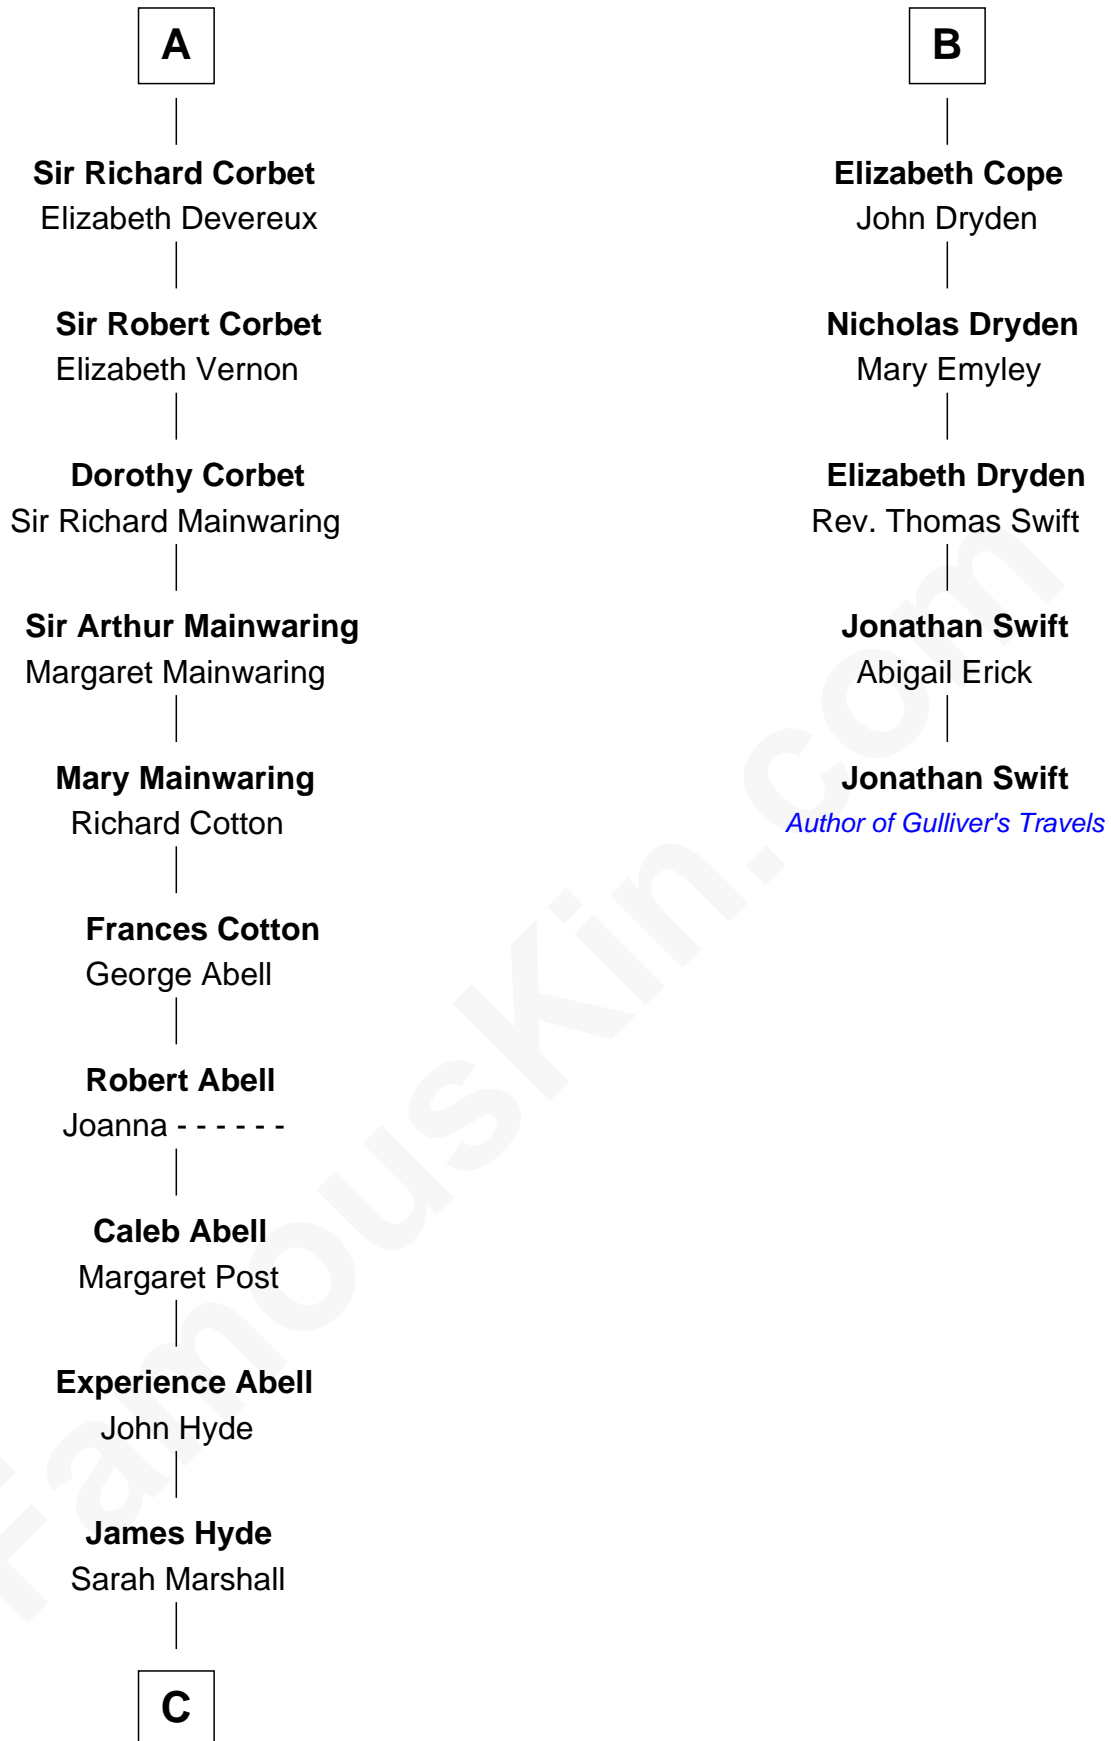 A
Sir Richard Corbet
Elizabeth Devereux
Sir Robert Corbet
Elizabeth Vernon
Dorothy Corbet
Sir Richard Mainwaring
Sir Arthur Mainwaring
Margaret Mainwaring
Mary Mainwaring
Richard Cotton
Frances Cotton
George Abell
Robert Abell
Joanna - - - - - -
Caleb Abell
Margaret Post
Experience Abell
John Hyde
James Hyde
Sarah Marshall
C
B
Elizabeth Cope
John Dryden
Nicholas Dryden
Mary Emyley
Elizabeth Dryden
Rev. Thomas Swift
Jonathan Swift
Abigail Erick
Jonathan Swift
Author of Gulliver's Travels
FamousKin.com